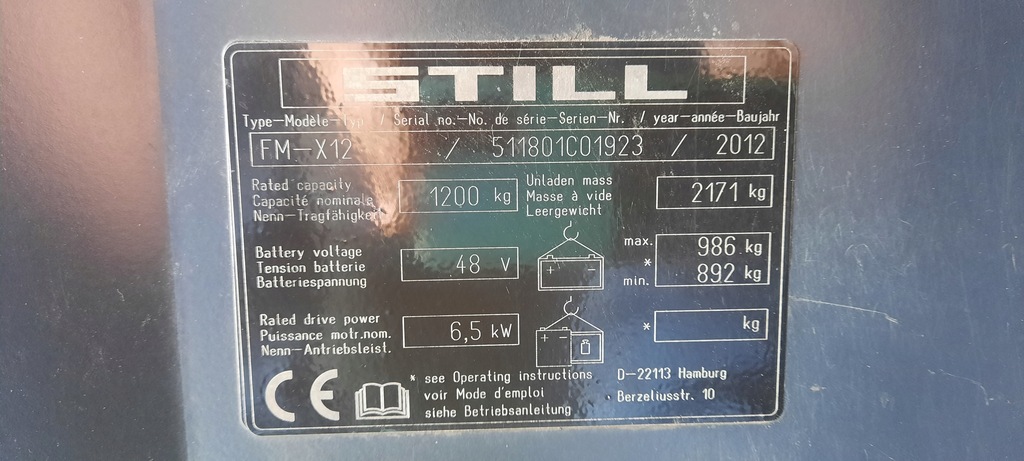 STILL
Type-Modèle-Typ. / Serial no.-No. de série-Serien-Nr. / year-année-Baujahr
FM-X12 / 511801C01923 / 2012
Rated capacity
Capacité nominale
Nenn-Tragfähigkeit
1200 kg
Unladen mass
Masse à vide
Leergewicht
2171 kg
Battery voltage
Tension batterie
Batteriespannung
48 V
+ -
max. 986 kg
*
min. 892 kg
Rated drive power
Puissance motr.nom.
Nenn-Antriebsleist.
6,5 kW
+ -
* kg
CE
* see Operating instructions
voir Mode d'emploi
siehe Betriebsanleitung
D-22113 Hamburg
Berzeliusstr. 10